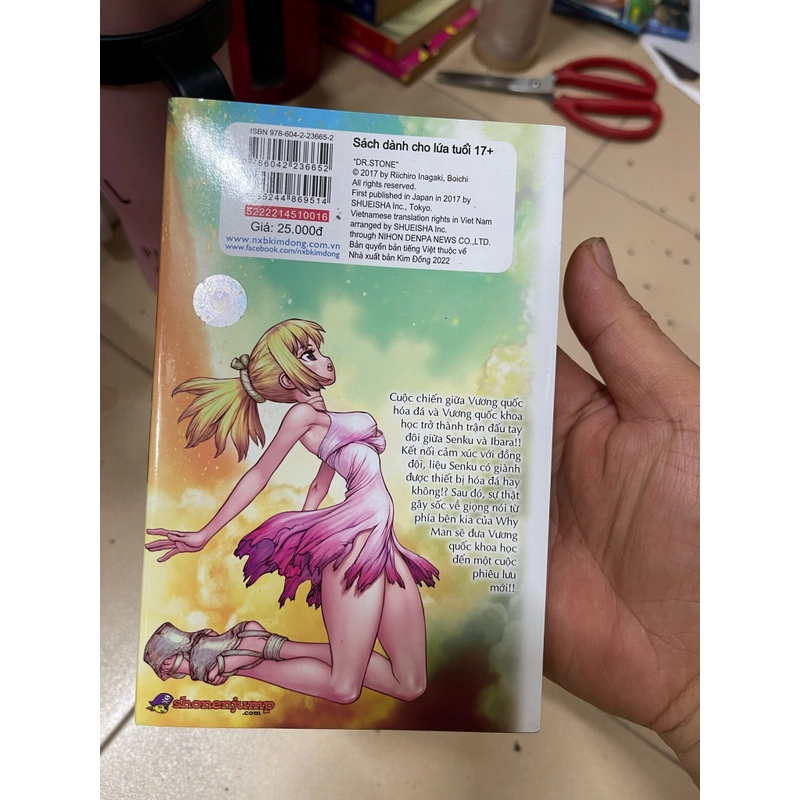 ISBN 978-604-2-23665-2
Sách dành cho lứa tuổi 17+
786042 236652
35244 869514
5222214510016
Giá: 25.000đ
www.nxbkimdong.com.vn
www.facebook.com/nxbkimdong
"DR.STONE"
© 2017 by Riichiro Inagaki, Boichi
All rights reserved.
First published in Japan in 2017 by
SHUEISHA Inc., Tokyo.
Vietnamese translation rights in Vietnam
arranged by SHUEISHA Inc.
through NIHON DENPA NEWS CO.,LTD.
Bản quyền bản tiếng Việt thuộc về
Nhà xuất bản Kim Đồng 2022
Cuộc chiến giữa Vương quốc
hóa đá và Vương quốc khoa
học trở thành trận đấu tay
đôi giữa Senku và Ibara!!
Kết nối cảm xúc với đồng
đội, liệu Senku có giành
được thiết bị hóa đá hay
không!? Sau đó, sự thật
gây sốc về giọng nói từ
phía bên kia của Why
Man sẽ đưa Vương
quốc khoa học
đến một cuộc
phiêu lưu
mới!!
shonenjump
.com